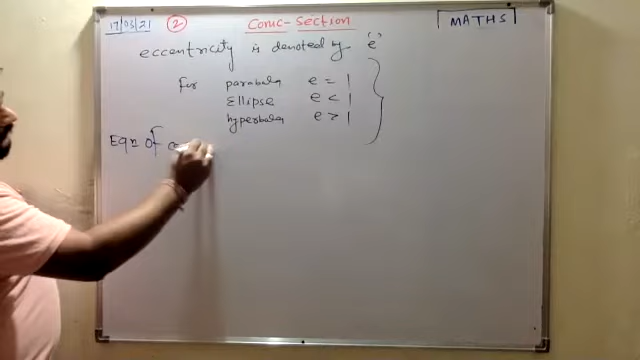 17/03/21 2 Conic-Section MATHS
eccentricity is denoted by 'e'
For parabola e = 1
Ellipse e < 1
hyperbola e > 1
Eqn Of